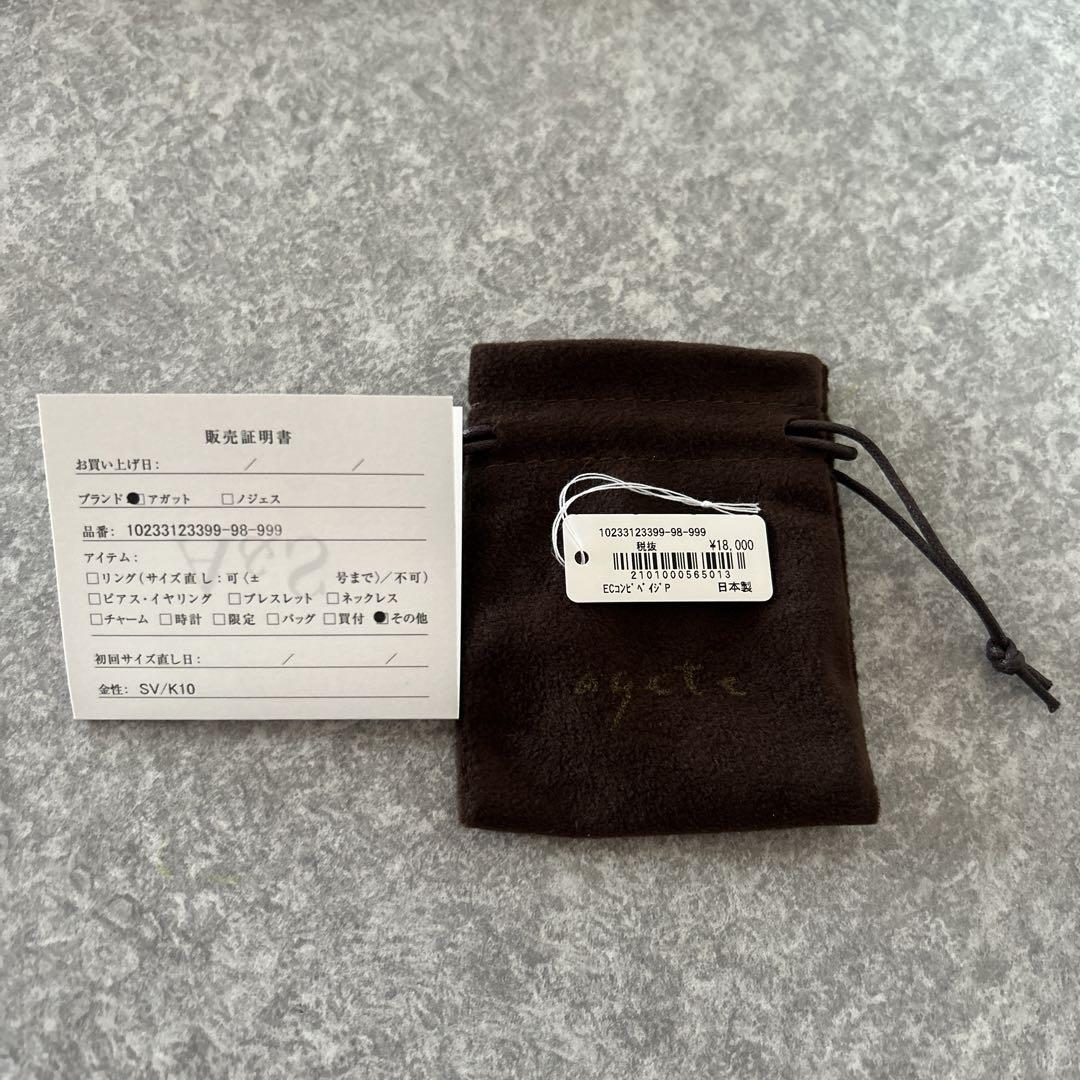 販売証明書
お買い上げ日: / /
ブランド ●□アガット □ノジェス
品番: 10233123399-98-999
アイテム:
□リング(サイズ直し:可〈± 号まで〉/不可)
□ピアス・イヤリング □ブレスレット □ネックレス
□チャーム □時計 □限定 □バッグ □買付 ●□その他
初回サイズ直し日: / /
金性: SV/K10
10233123399-98-999
税抜 ¥18,000
2101000565013
ECコンビベイジP 日本製
agete